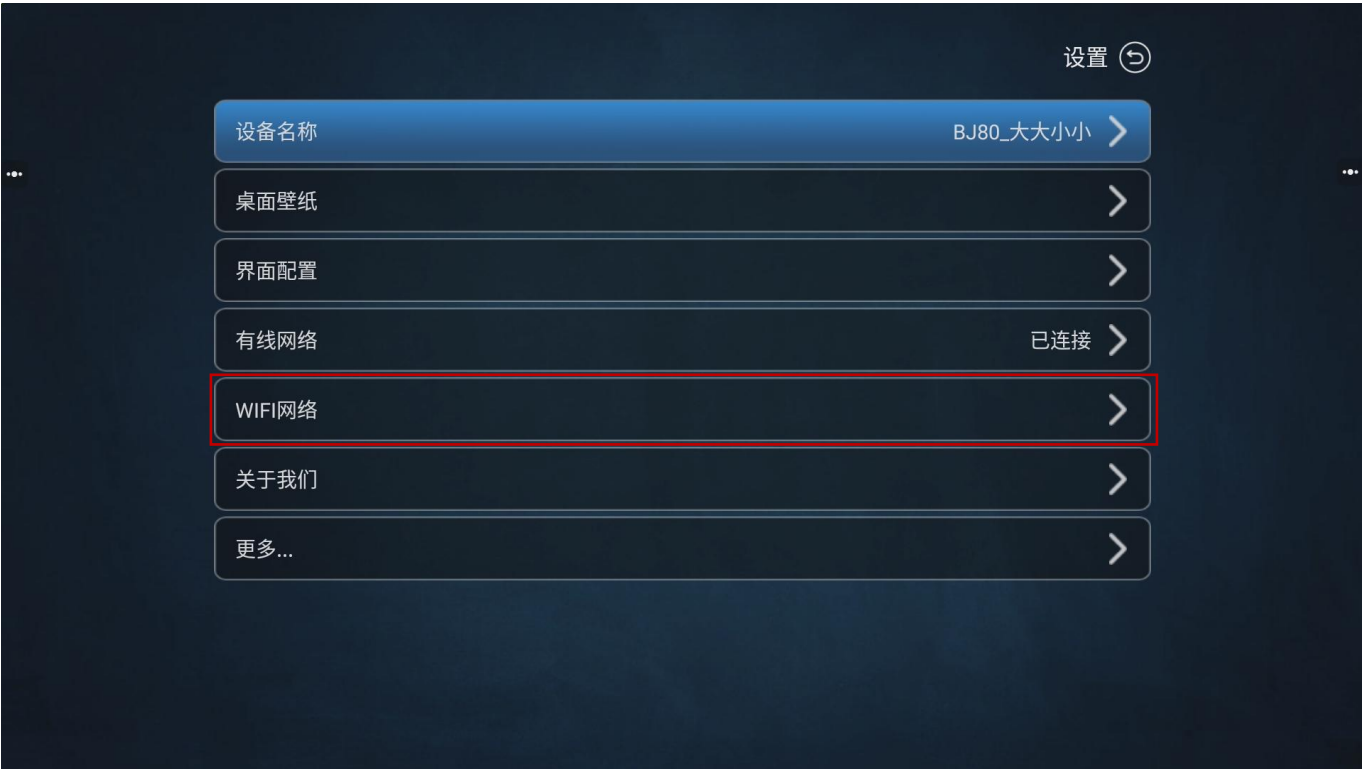 设置
设备名称 BJ80_大大小小
桌面壁纸
界面配置
有线网络 已连接
WIFI网络
关于我们
更多...